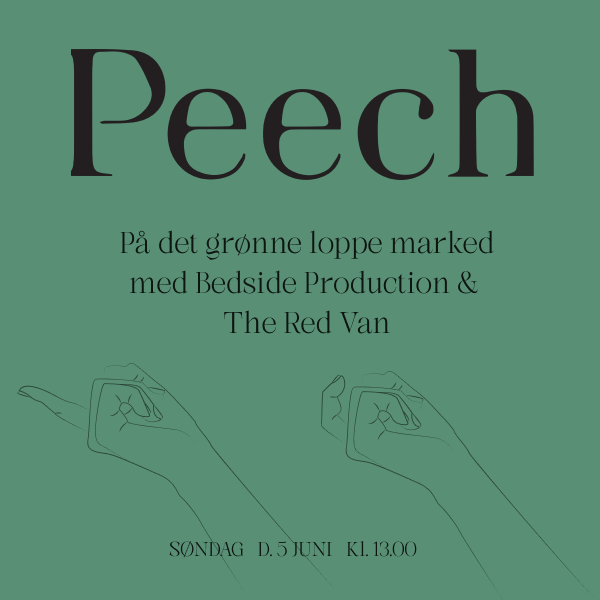 Peech
På det grønne loppe marked
med Bedside Production &
The Red Van
SØNDAG D. 5 JUNI Kl. 13.00